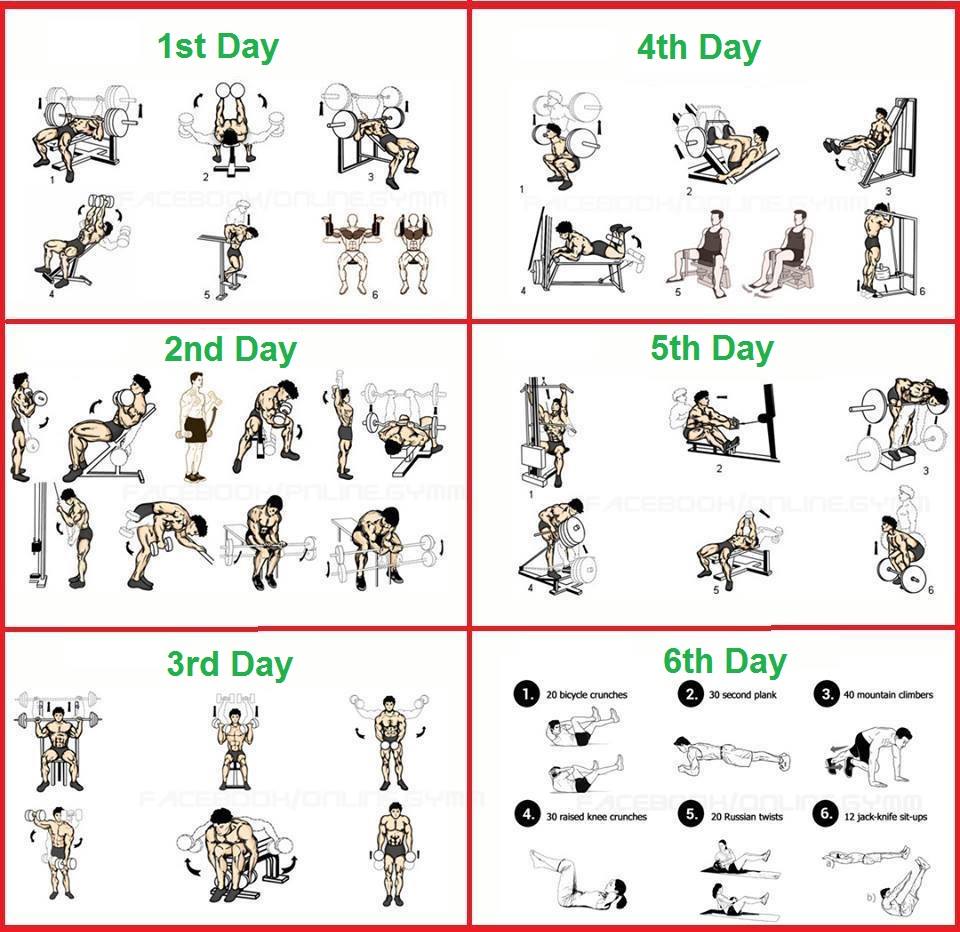 1st Day
1
2
3
4
5
6
FACEBOOK/ONLINE.GYMM
4th Day
1
2
3
4
5
6
FACEBOOK/ONLINE.GYMM
2nd Day
FACEBOOK/ONLINE.GYMM
5th Day
1
2
3
4
5
6
FACEBOOK/ONLINE.GYMM
3rd Day
FACEBOOK/ONLINE.GYMM
6th Day
1. 20 bicycle crunches
2. 30 second plank
3. 40 mountain climbers
FACEBOOK/ONLINE.GYMM
4. 30 raised knee crunches
5. 20 Russian twists
6. 12 jack-knife sit-ups
b)